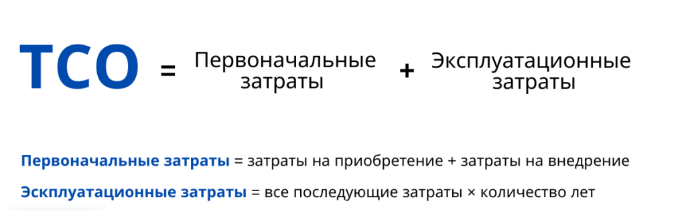 TCO = Первоначальные затраты + Эксплуатационные затраты
Первоначальные затраты = затраты на приобретение + затраты на внедрение
Эскплуатационные затраты = все последующие затраты × количество лет